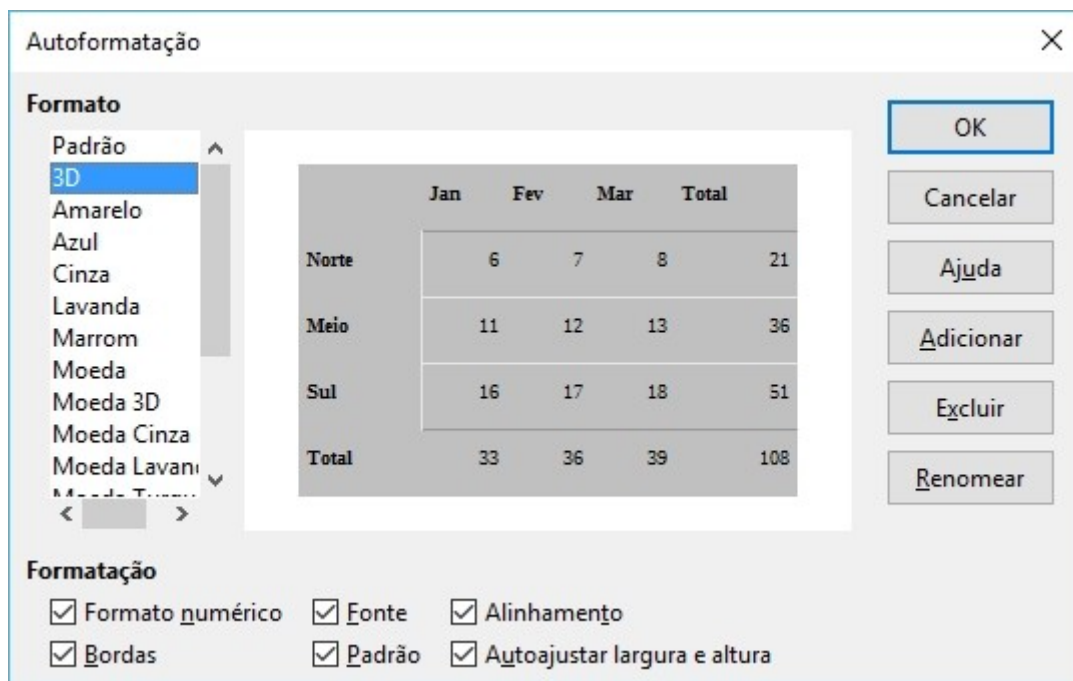 Autoformatação
Formato
Padrão
3D
Amarelo
Azul
Cinza
Lavanda
Marrom
Moeda
Moeda 3D
Moeda Cinza
Moeda Lavan
Jan Fev Mar Total
Norte 6 7 8 21
Meio 11 12 13 36
Sul 16 17 18 51
Total 33 36 39 108
OK
Cancelar
Ajuda
Adicionar
Excluir
Renomear
Formatação
Formato numérico Fonte Alinhamento
Bordas Padrão Autoajustar largura e altura